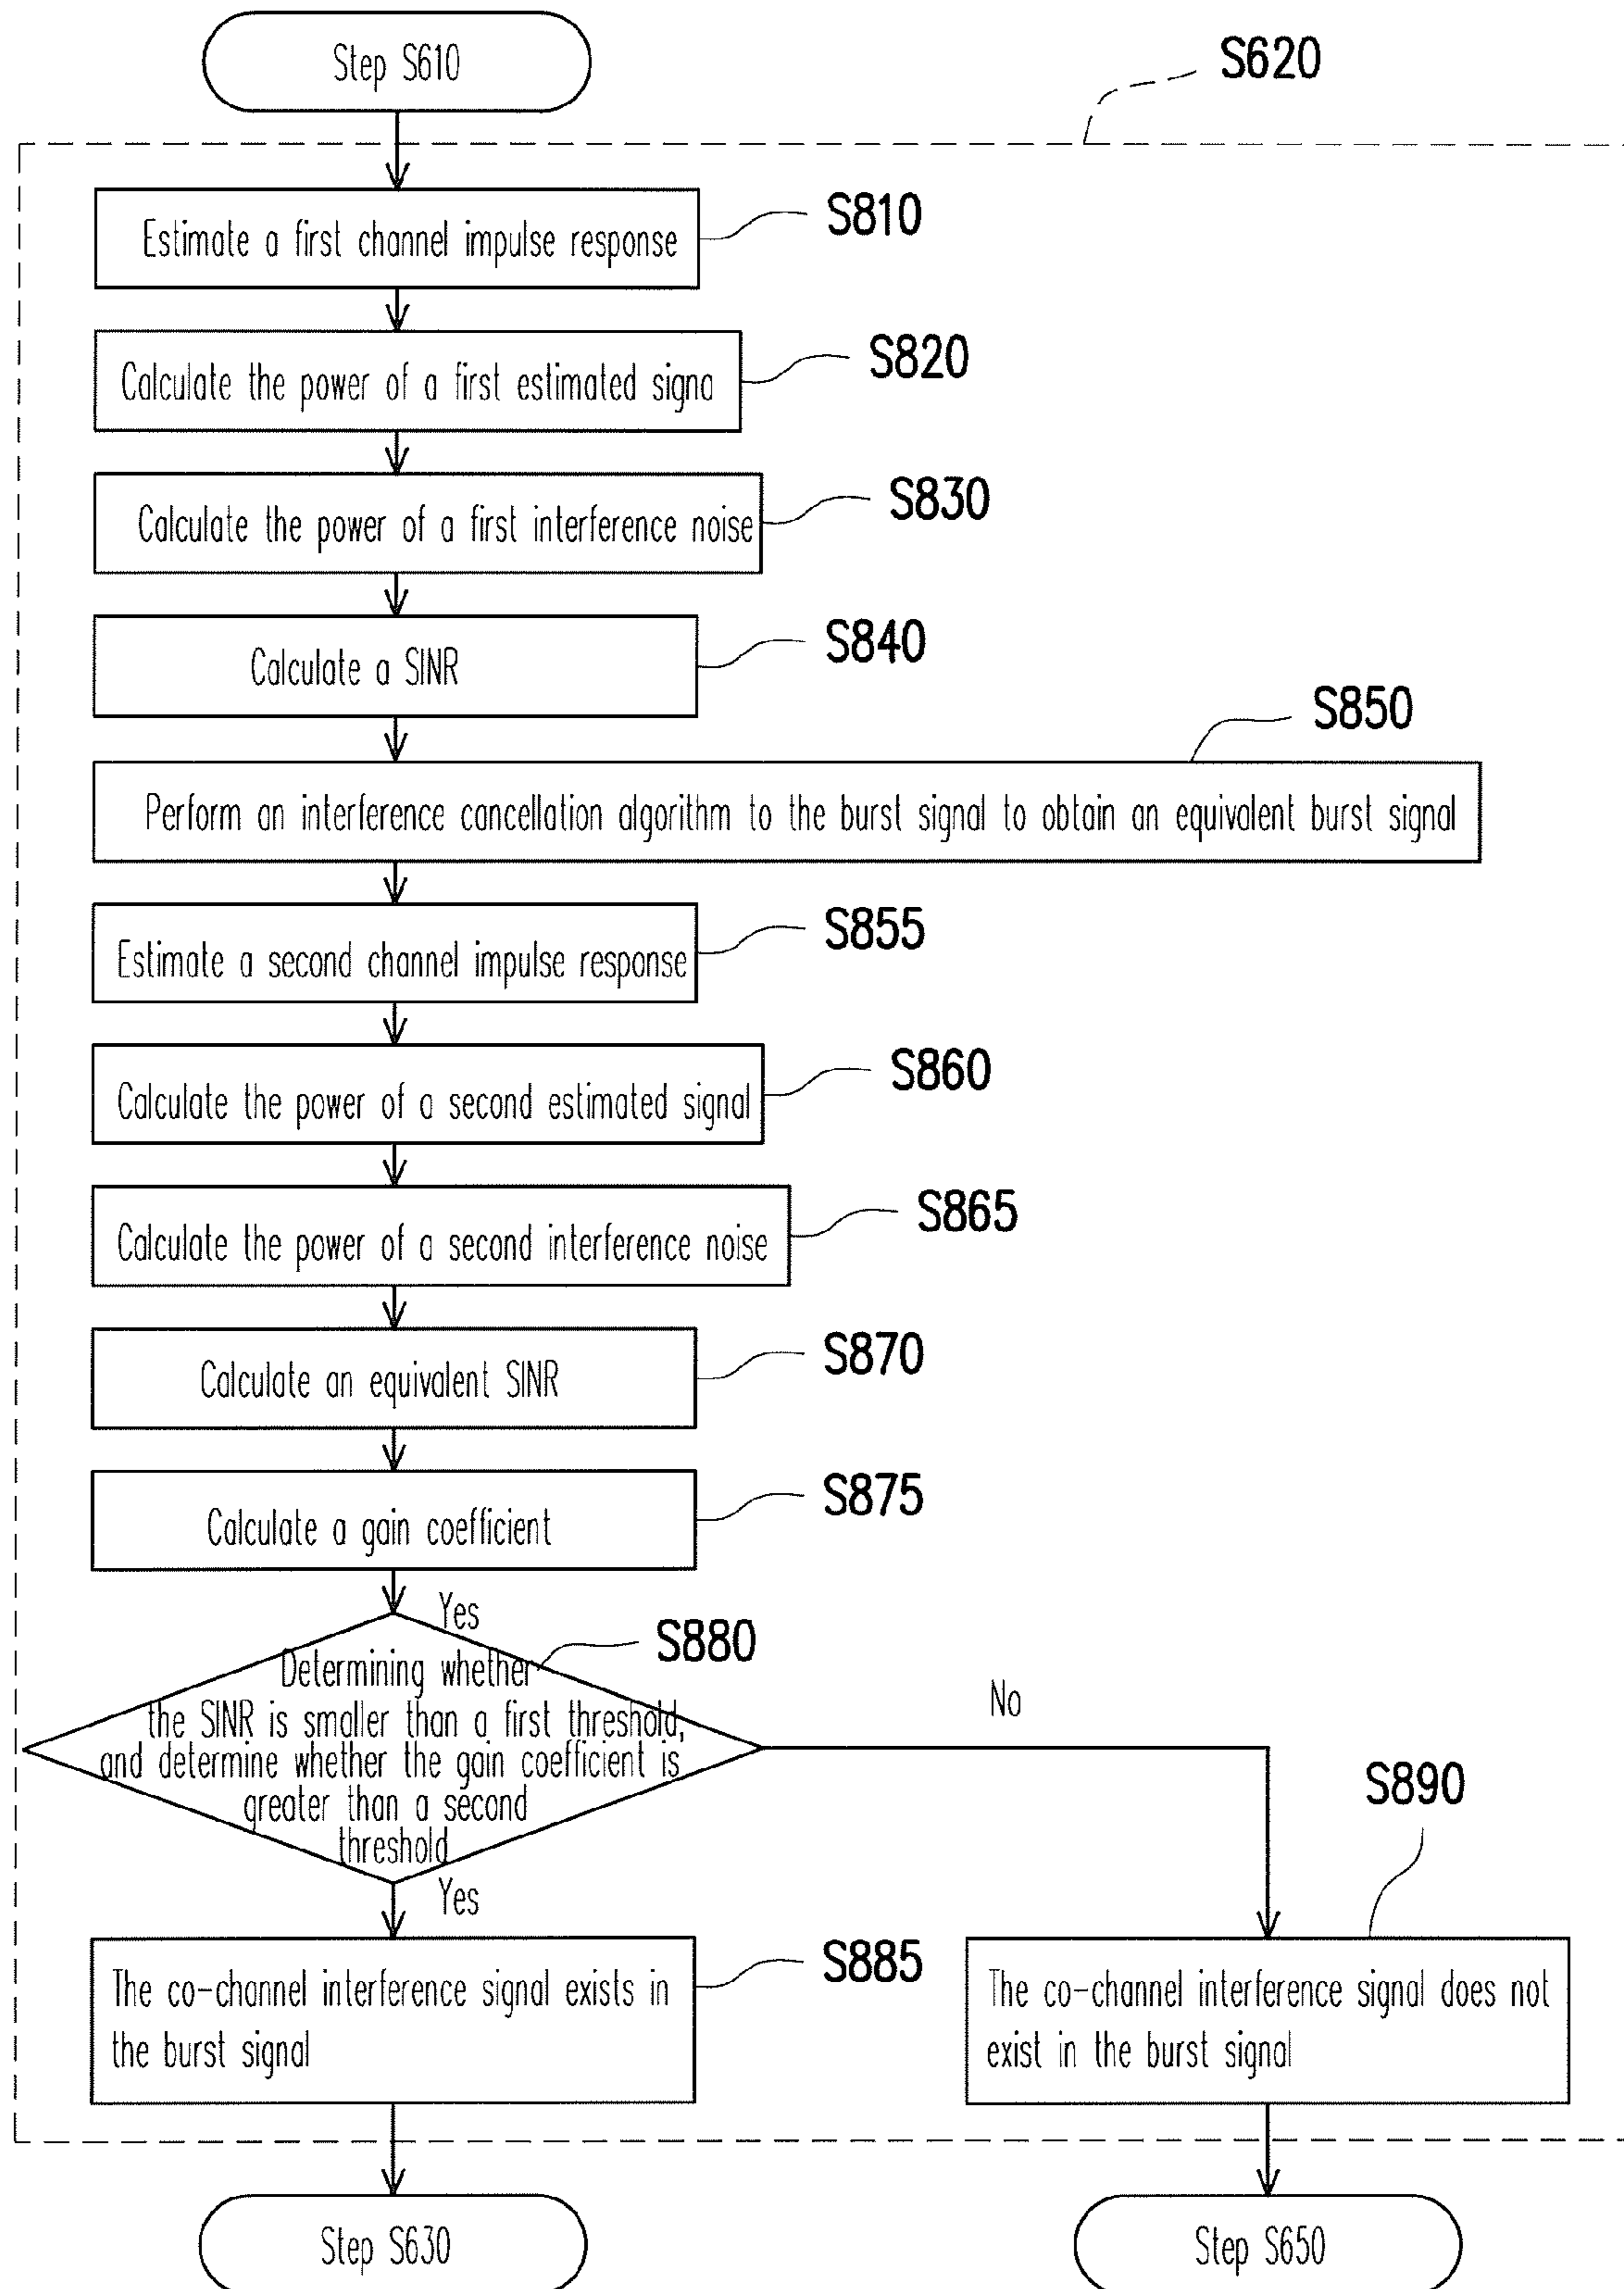 Step S610
S620
Estimate a first channel impulse response
S810
Calculate the power of a first estimated signa
S820
Calculate the power of a first interference noise
S830
Calculate a SINR
S840
S850
Perform an interference cancellation algorithm to the burst signal to obtain an equivalent burst signal
Estimate a second channel impulse response
S855
Calculate the power of a second estimated signal
S860
Calculate the power of a second interference noise
S865
Calculate an equivalent SINR
S870
Calculate a gain coefficient
S875
Yes
S880
Determining whether
the SINR is smaller than a first threshold,
and determine whether the gain coefficient is
greater than a second
threshold
No
Yes
S890
The co-channel interference signal exists in
the burst signal
S885
The co-channel interference signal does not
exist in the burst signal
Step S630
Step S650